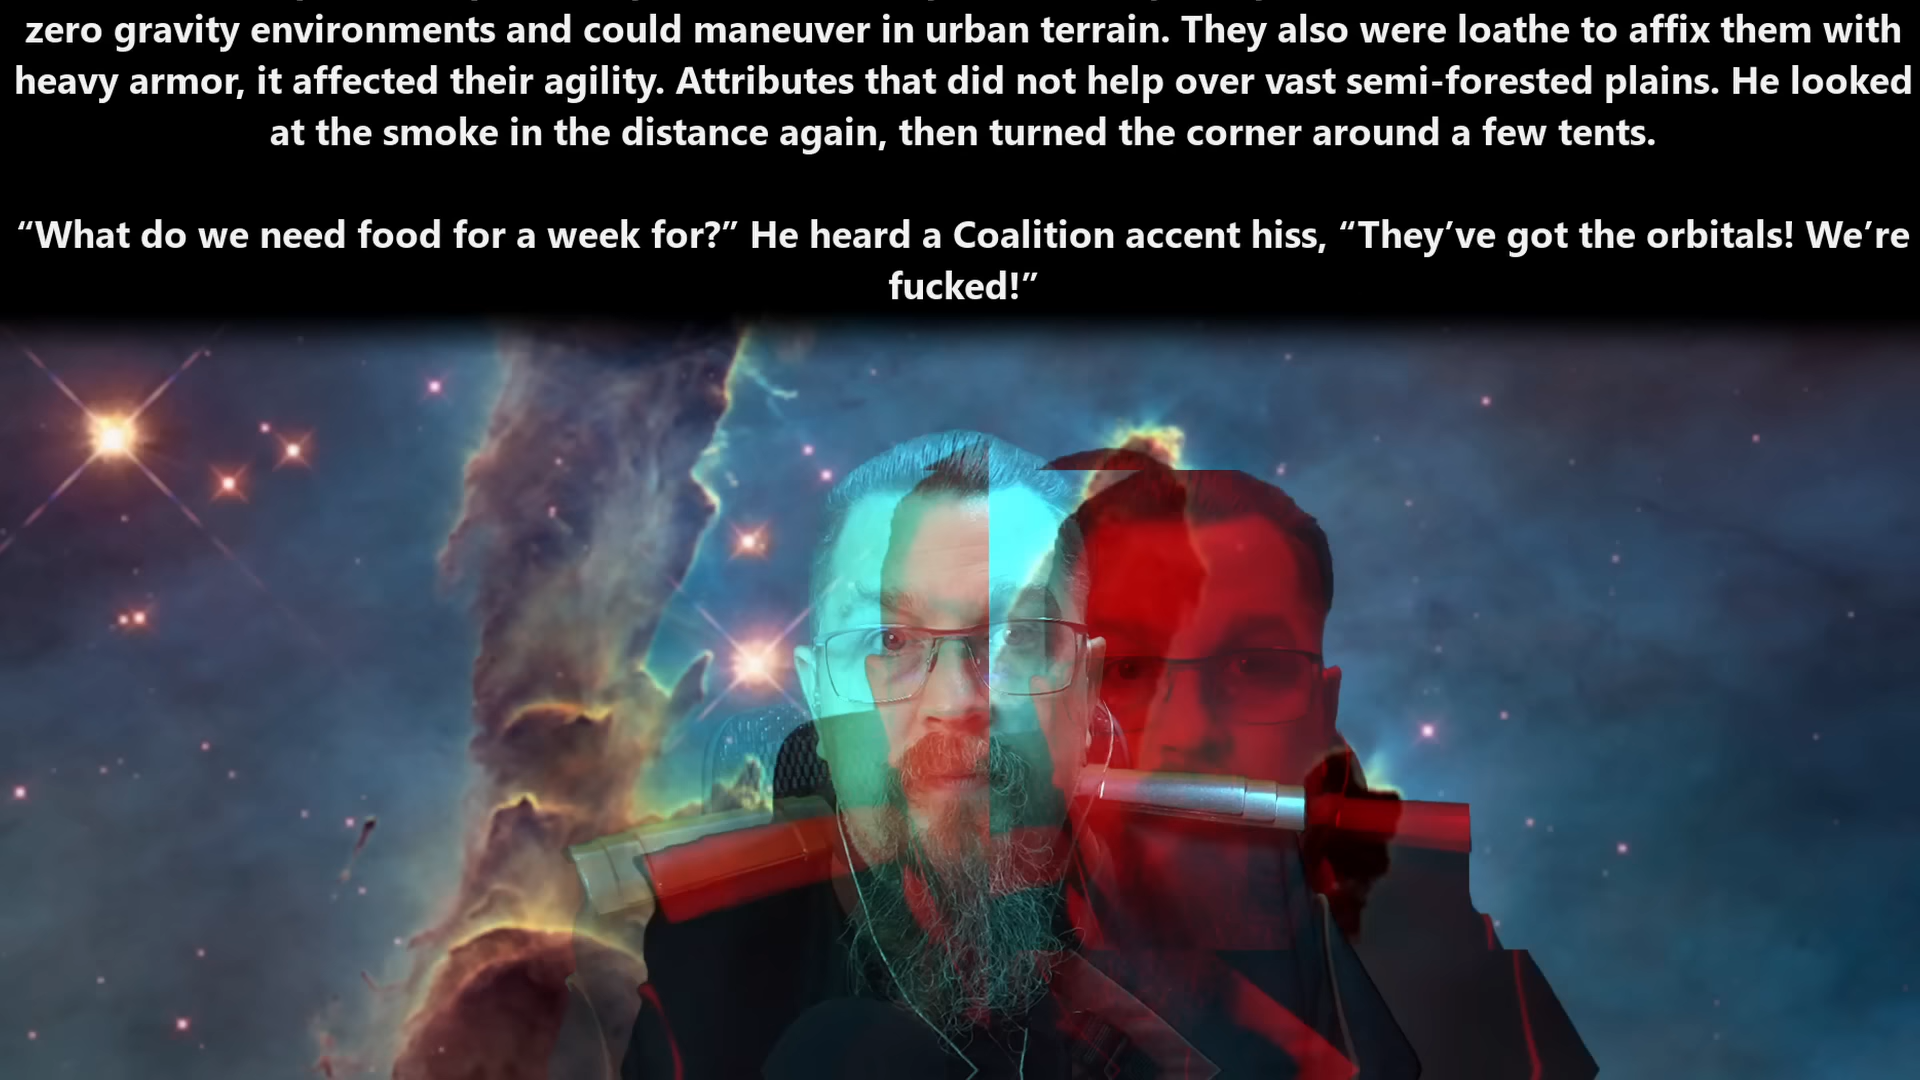 zero gravity environments and could maneuver in urban terrain. They also were loathe to affix them with
heavy armor, it affected their agility. Attributes that did not help over vast semi-forested plains. He looked
at the smoke in the distance again, then turned the corner around a few tents.
“What do we need food for a week for?” He heard a Coalition accent hiss, “They’ve got the orbitals! We’re
fucked!”